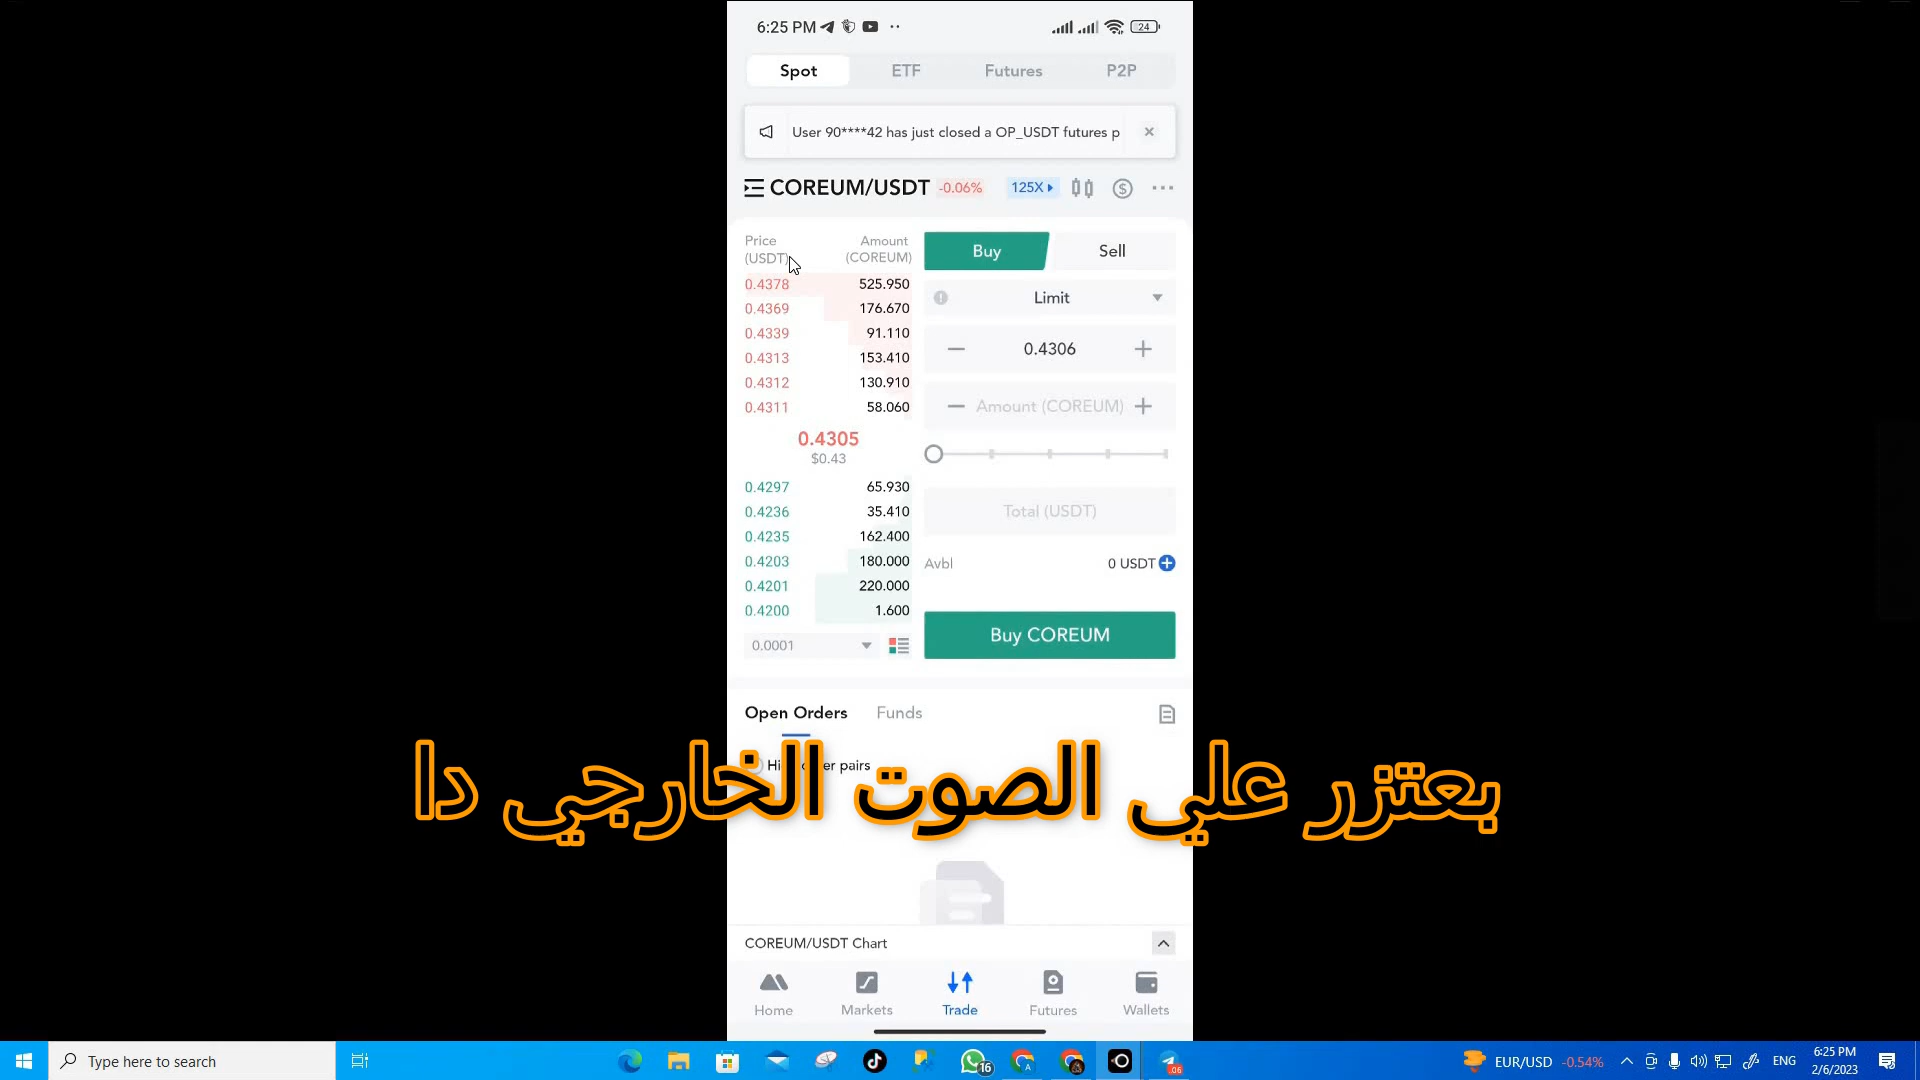 6:25 PM
24
Spot ETF Futures P2P
User 90****42 has just closed a OP_USDT futures p
COREUM/USDT -0.06% 125X
Price (USDT) Amount (COREUM)
0.4378 525.950
0.4369 176.670
0.4339 91.110
0.4313 153.410
0.4312 130.910
0.4311 58.060
0.4305
$0.43
0.4297 65.930
0.4236 35.410
0.4235 162.400
0.4203 180.000
0.4201 220.000
0.4200 1.600
0.0001
Buy Sell
Limit
0.4306
Amount (COREUM)
Total (USDT)
Avbl 0 USDT
Buy COREUM
Open Orders Funds
pairs
بعتزر علي الصوت الخارجي دا
COREUM/USDT Chart
Home Markets Trade Futures Wallets
Type here to search
16
.06
EUR/USD -0.54%
ENG
6:25 PM
2/6/2023